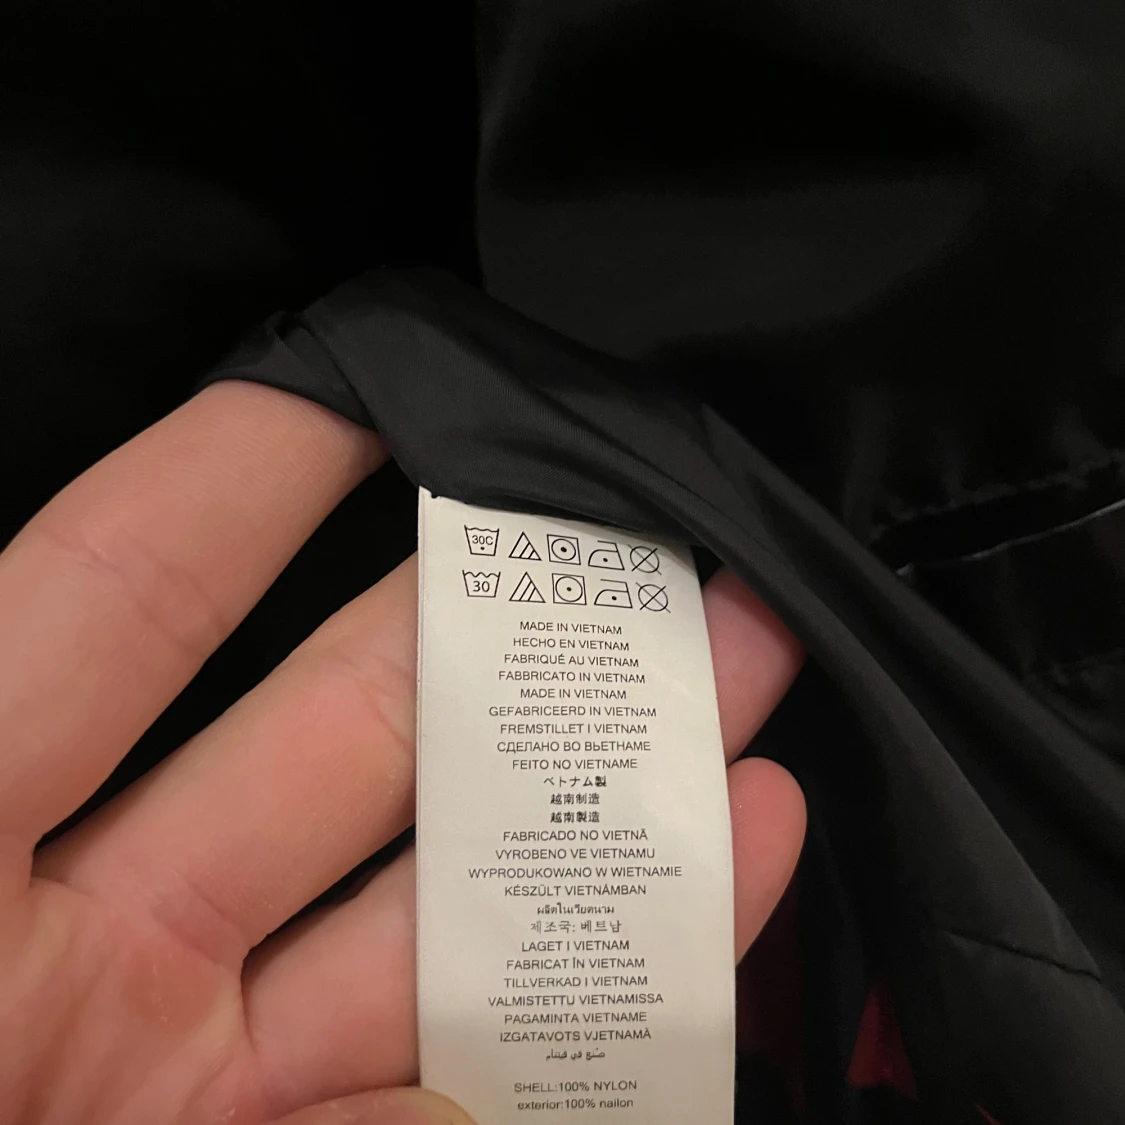 30C
30
MADE IN VIETNAM
HECHO EN VIETNAM
FABRIQUÉ AU VIETNAM
FABBRICATO IN VIETNAM
MADE IN VIETNAM
GEFABRICEERD IN VIETNAM
FREMSTILLET I VIETNAM
СДЕЛАНО ВО ВЬЕТНАМЕ
FEITO NO VIETNAME
ベトナム製
越南制造
越南製造
FABRICADO NO VIETNÃ
VYROBENO VE VIETNAMU
WYPRODUKOWANO W WIETNAMIE
KÉSZÜLT VIETNÁMBAN
ผลิตในเวียดนาม
제조국: 베트남
LAGET I VIETNAM
FABRICAT ÎN VIETNAM
TILLVERKAD I VIETNAM
VALMISTETTU VIETNAMISSA
PAGAMINTA VIETNAME
IZGATAVOTS VJETNAMĀ
صُنع في فيتنام
SHELL:100% NYLON
exterior:100% nailon